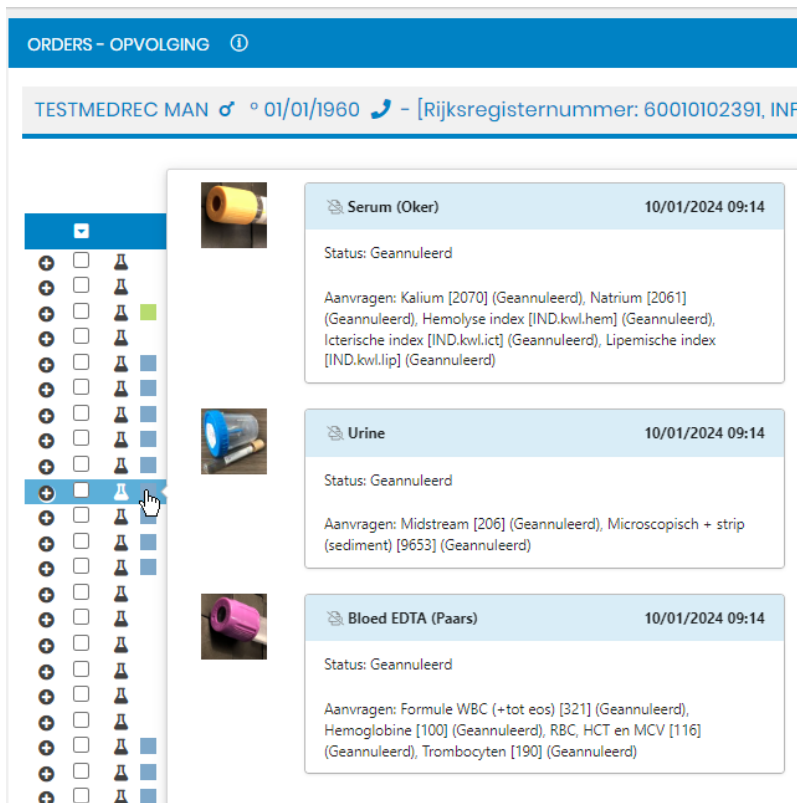 ORDERS - OPVOLGING
TESTMEDREC MAN ° 01/01/1960 - [Rijksregisternummer: 60010102391, INF
Serum (Oker) 10/01/2024 09:14
Status: Geannuleerd
Aanvragen: Kalium [2070] (Geannuleerd), Natrium [2061]
(Geannuleerd), Hemolyse index [IND.kwl.hem] (Geannuleerd),
Icterische index [IND.kwl.ict] (Geannuleerd), Lipemische index
[IND.kwl.lip] (Geannuleerd)
Urine 10/01/2024 09:14
Status: Geannuleerd
Aanvragen: Midstream [206] (Geannuleerd), Microscopisch + strip
(sediment) [9653] (Geannuleerd)
Bloed EDTA (Paars) 10/01/2024 09:14
Status: Geannuleerd
Aanvragen: Formule WBC (+tot eos) [321] (Geannuleerd),
Hemoglobine [100] (Geannuleerd), RBC, HCT en MCV [116]
(Geannuleerd), Trombocyten [190] (Geannuleerd)